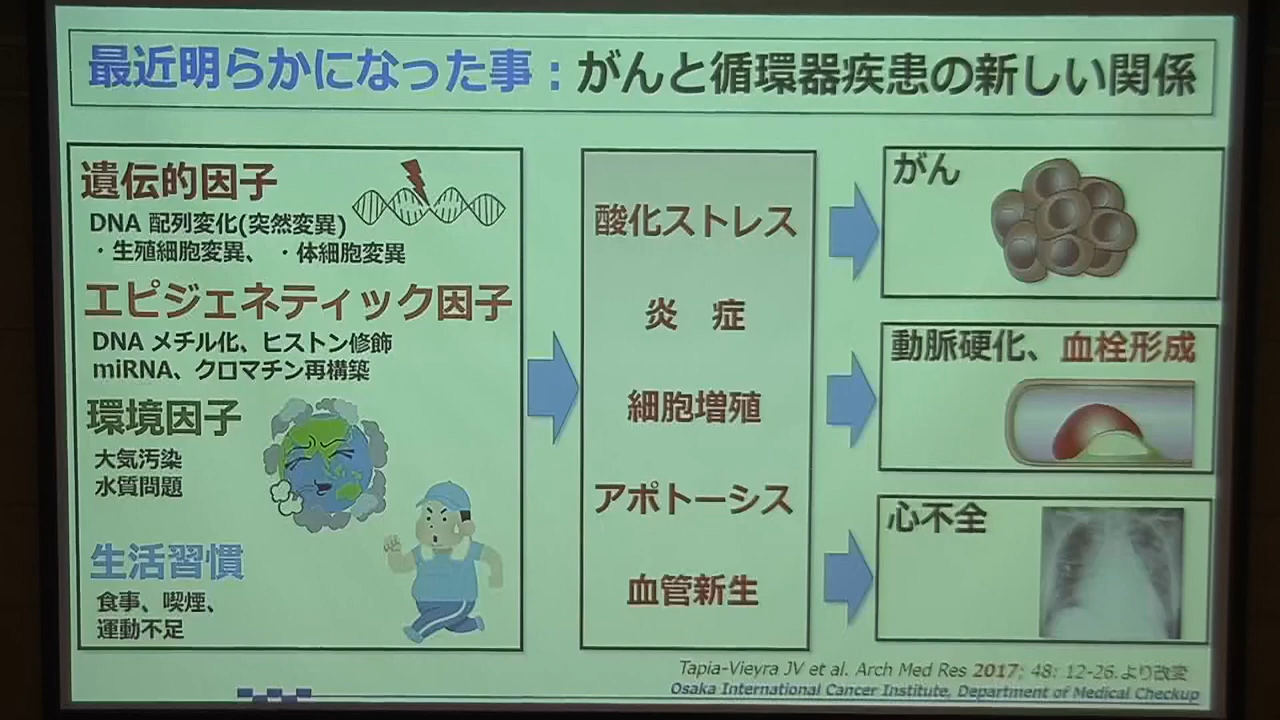 最近明らかになった事：がんと循環器疾患の新しい関係
遺伝的因子
DNA 配列変化(突然変異)
・生殖細胞変異、 ・体細胞変異
エピジェネティック因子
DNA メチル化、ヒストン修飾
miRNA、クロマチン再構築
環境因子
大気汚染
水質問題
生活習慣
食事、喫煙、
運動不足
酸化ストレス
炎 症
細胞増殖
アポトーシス
血管新生
がん
動脈硬化、血栓形成
心不全
Tapia-Vieyra JV et al. Arch Med Res 2017; 48: 12-26.より改変
Osaka International Cancer Institute, Department of Medical Checkup